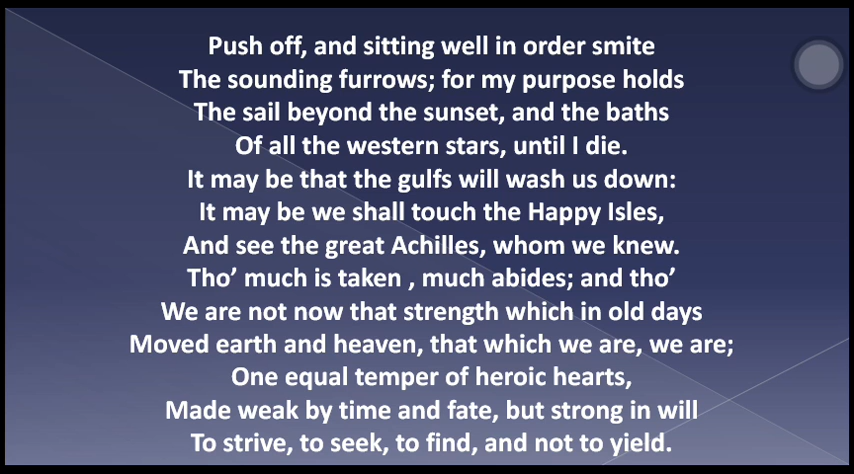 Push off, and sitting well in order smite
The sounding furrows; for my purpose holds
The sail beyond the sunset, and the baths
Of all the western stars, until I die.
It may be that the gulfs will wash us down:
It may be we shall touch the Happy Isles,
And see the great Achilles, whom we knew.
Tho’ much is taken , much abides; and tho’
We are not now that strength which in old days
Moved earth and heaven, that which we are, we are;
One equal temper of heroic hearts,
Made weak by time and fate, but strong in will
To strive, to seek, to find, and not to yield.